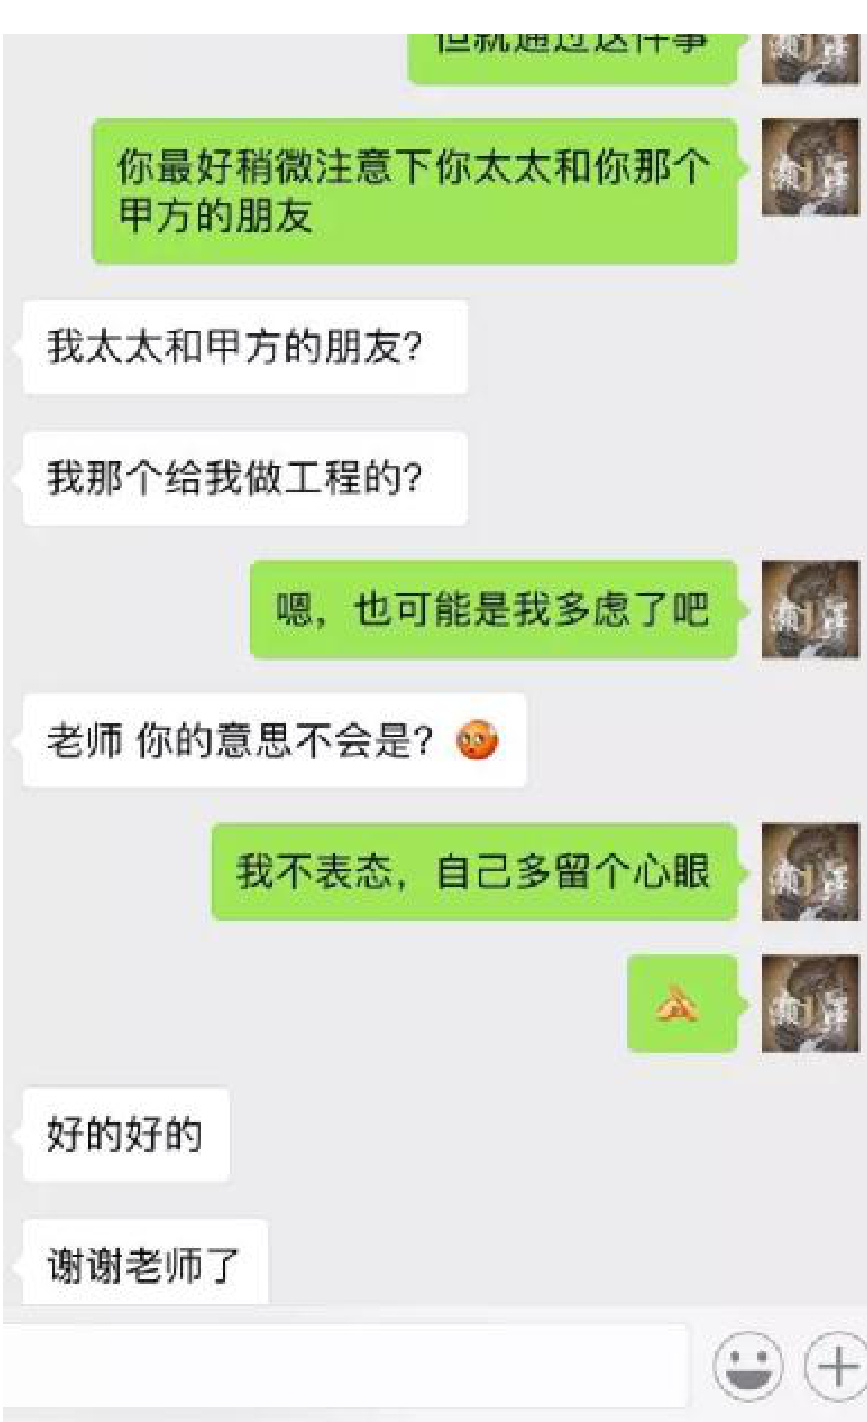 但就通过这件事
你最好稍微注意下你太太和你那个
甲方的朋友
我太太和甲方的朋友?
我那个给我做工程的?
嗯，也可能是我多虑了吧
老师 你的意思不会是?
我不表态，自己多留个心眼
好的好的
谢谢老师了